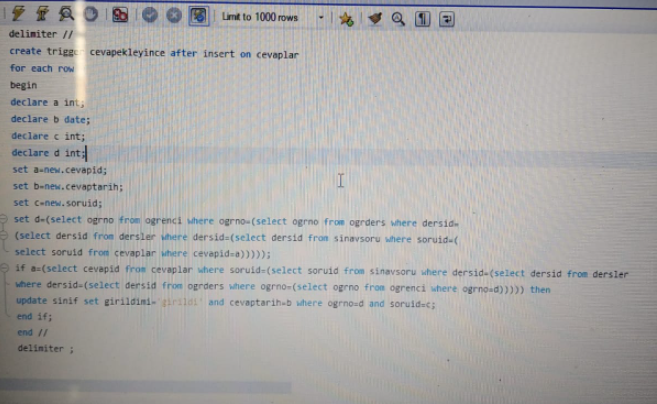 Limit to 1000 rows
delimiter //
create trigger cevapekleyince after insert on cevaplar
for each row
begin
declare a int;
declare b date;
declare c int;
declare d int;
set a=new.cevapid;
set b=new.cevaptarih;
set c=new.soruid;
set d=(select ogrno from ogrenci where ogrno=(select ogrno from ogrders where dersid=
(select dersid from dersler where dersid=(select dersid from sinavsoru where soruid=(
select soruid from cevaplar where cevapid=a)))));
if a=(select cevapid from cevaplar where soruid=(select soruid from sinavsoru where dersid=(select dersid from dersler
where dersid=(select dersid from ogrders where ogrno=(select ogrno from ogrenci where ogrno=d))))) then
update sinif set girildimi='girildi' and cevaptarih=b where ogrno=d and soruid=c;
end if;
end //
delimiter ;